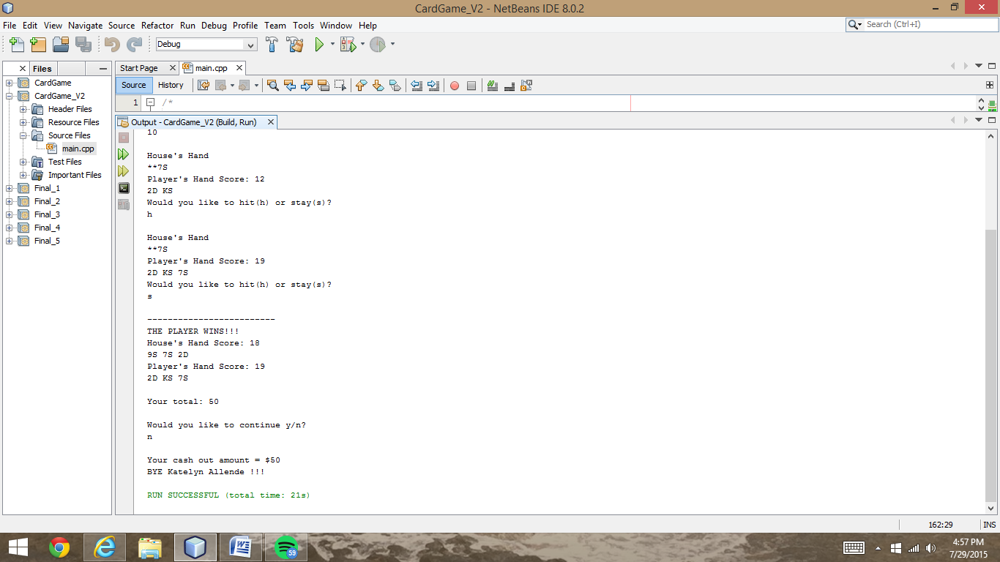 CardGame_V2 - NetBeans IDE 8.0.2
File Edit View Navigate Source Refactor Run Debug Profile Team Tools Window Help
Search (Ctrl+I)
Debug
Files
Start Page
main.cpp
Source History
CardGame
CardGame_V2
Header Files
Resource Files
Source Files
main.cpp
Test Files
Important Files
Final_1
Final_2
Final_3
Final_4
Final_5
1 /*
Output - CardGame_V2 (Build, Run)
10
House's Hand
**7S
Player's Hand Score: 12
2D KS
Would you like to hit(h) or stay(s)?
h
House's Hand
**7S
Player's Hand Score: 19
2D KS 7S
Would you like to hit(h) or stay(s)?
s
-------------------------
THE PLAYER WINS!!!
House's Hand Score: 18
9S 7S 2D
Player's Hand Score: 19
2D KS 7S
Your total: 50
Would you like to continue y/n?
n
Your cash out amount = $50
BYE Katelyn Allende !!!
RUN SUCCESSFUL (total time: 21s)
162:29 INS
59
4:57 PM
7/29/2015